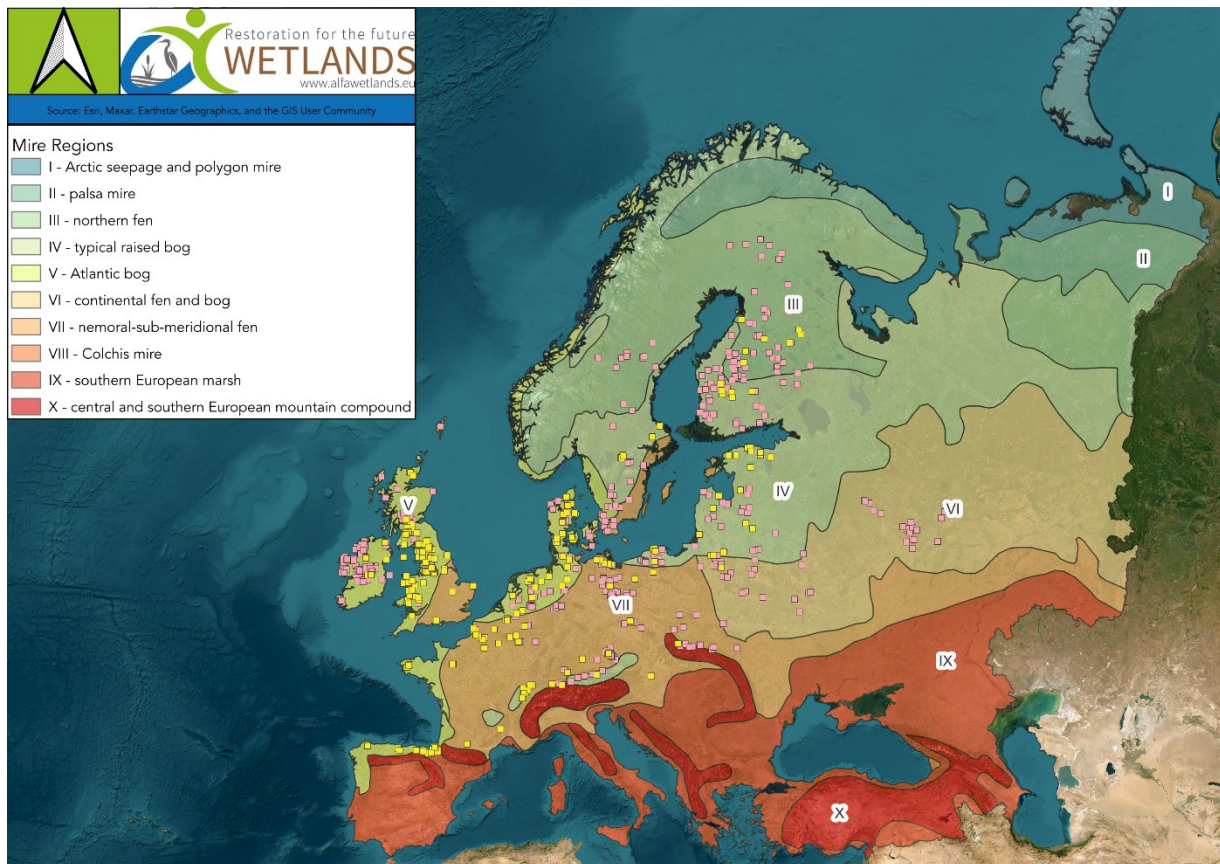 Restoration for the future
WETLANDS
www.alfawetlands.eu
Source: Esri, Maxar, Earthstar Geographics, and the GIS User Community
Mire Regions
I - Arctic seepage and polygon mire
II - palsa mire
III - northern fen
IV - typical raised bog
V - Atlantic bog
VI - continental fen and bog
VII - nemoral-sub-meridional fen
VIII - Colchis mire
IX - southern European marsh
X - central and southern European mountain compound
I
II
III
IV
V
VI
VII
IX
X